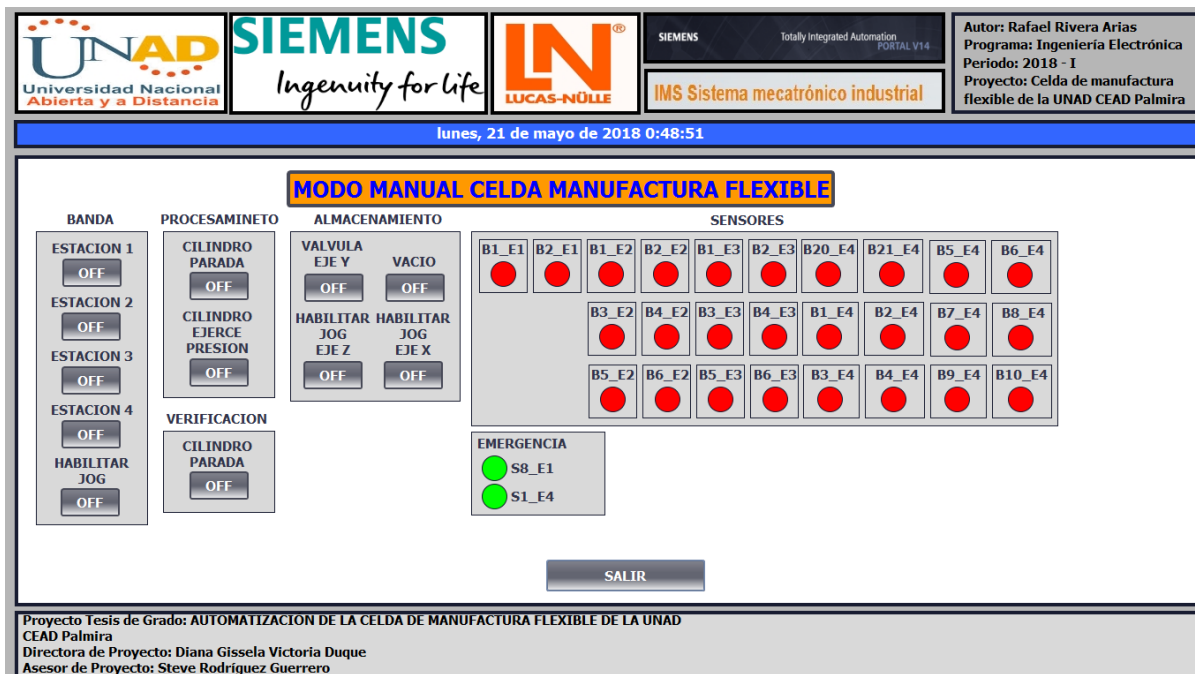 UNAD
Universidad Nacional
Abierta y a Distancia
SIEMENS
Ingenuity for Life
LN®
LUCAS-NÜLLE
SIEMENS
Totally Integrated Automation
PORTAL V14
IMS Sistema mecatrónico industrial
Autor: Rafael Rivera Arias
Programa: Ingeniería Electrónica
Periodo: 2018 - I
Proyecto: Celda de manufactura
flexible de la UNAD CEAD Palmira
lunes, 21 de mayo de 2018 0:48:51
MODO MANUAL CELDA MANUFACTURA FLEXIBLE
BANDA
ESTACION 1
OFF
ESTACION 2
OFF
ESTACION 3
OFF
ESTACION 4
OFF
HABILITAR
JOG
OFF
PROCESAMINETO
CILINDRO
PARADA
OFF
CILINDRO
EJERCE
PRESION
OFF
VERIFICACION
CILINDRO
PARADA
OFF
ALMACENAMIENTO
VALVULA
EJE Y
OFF
VACIO
OFF
HABILITAR
JOG
EJE Z
OFF
HABILITAR
JOG
EJE X
OFF
SENSORES
B1_E1 B2_E1 B1_E2 B2_E2 B1_E3 B2_E3 B20_E4 B21_E4 B5_E4 B6_E4
B3_E2 B4_E2 B3_E3 B4_E3 B1_E4 B2_E4 B7_E4 B8_E4
B5_E2 B6_E2 B5_E3 B6_E3 B3_E4 B4_E4 B9_E4 B10_E4
EMERGENCIA
S8_E1
S1_E4
SALIR
Proyecto Tesis de Grado: AUTOMATIZACION DE LA CELDA DE MANUFACTURA FLEXIBLE DE LA UNAD
CEAD Palmira
Directora de Proyecto: Diana Gissela Victoria Duque
Asesor de Proyecto: Steve Rodríguez Guerrero